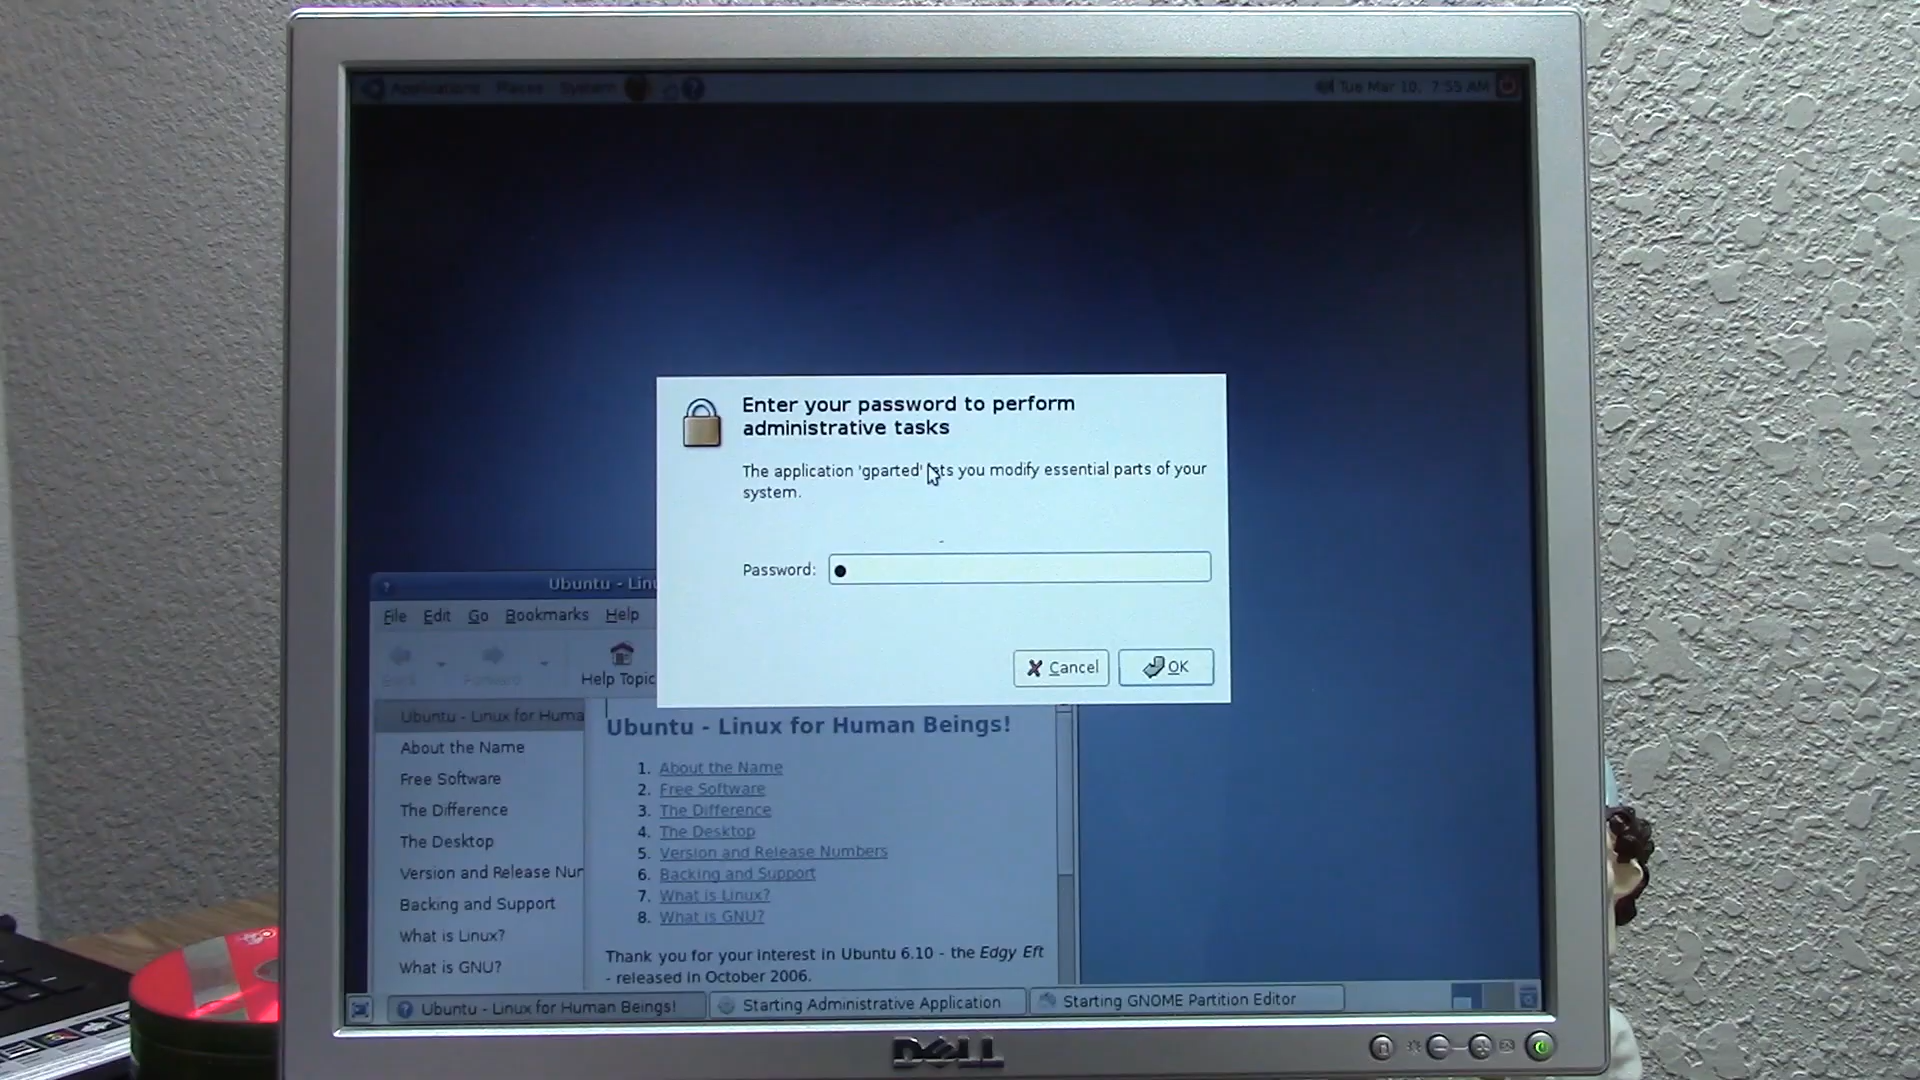 Applications Places System
Tue Mar 10, 7:55 AM
Enter your password to perform
administrative tasks
The application 'gparted' lets you modify essential parts of your
system.
Password:
Cancel OK
Ubuntu - Linu
File Edit Go Bookmarks Help
Back Forward Help Topic
Ubuntu - Linux for Huma
About the Name
Free Software
The Difference
The Desktop
Version and Release Nur
Backing and Support
What is Linux?
What is GNU?
Ubuntu - Linux for Human Beings!
1. About the Name
2. Free Software
3. The Difference
4. The Desktop
5. Version and Release Numbers
6. Backing and Support
7. What is Linux?
8. What is GNU?
Thank you for your interest in Ubuntu 6.10 - the Edgy Eft
- released in October 2006.
Ubuntu - Linux for Human Beings! Starting Administrative Application Starting GNOME Partition Editor
DELL